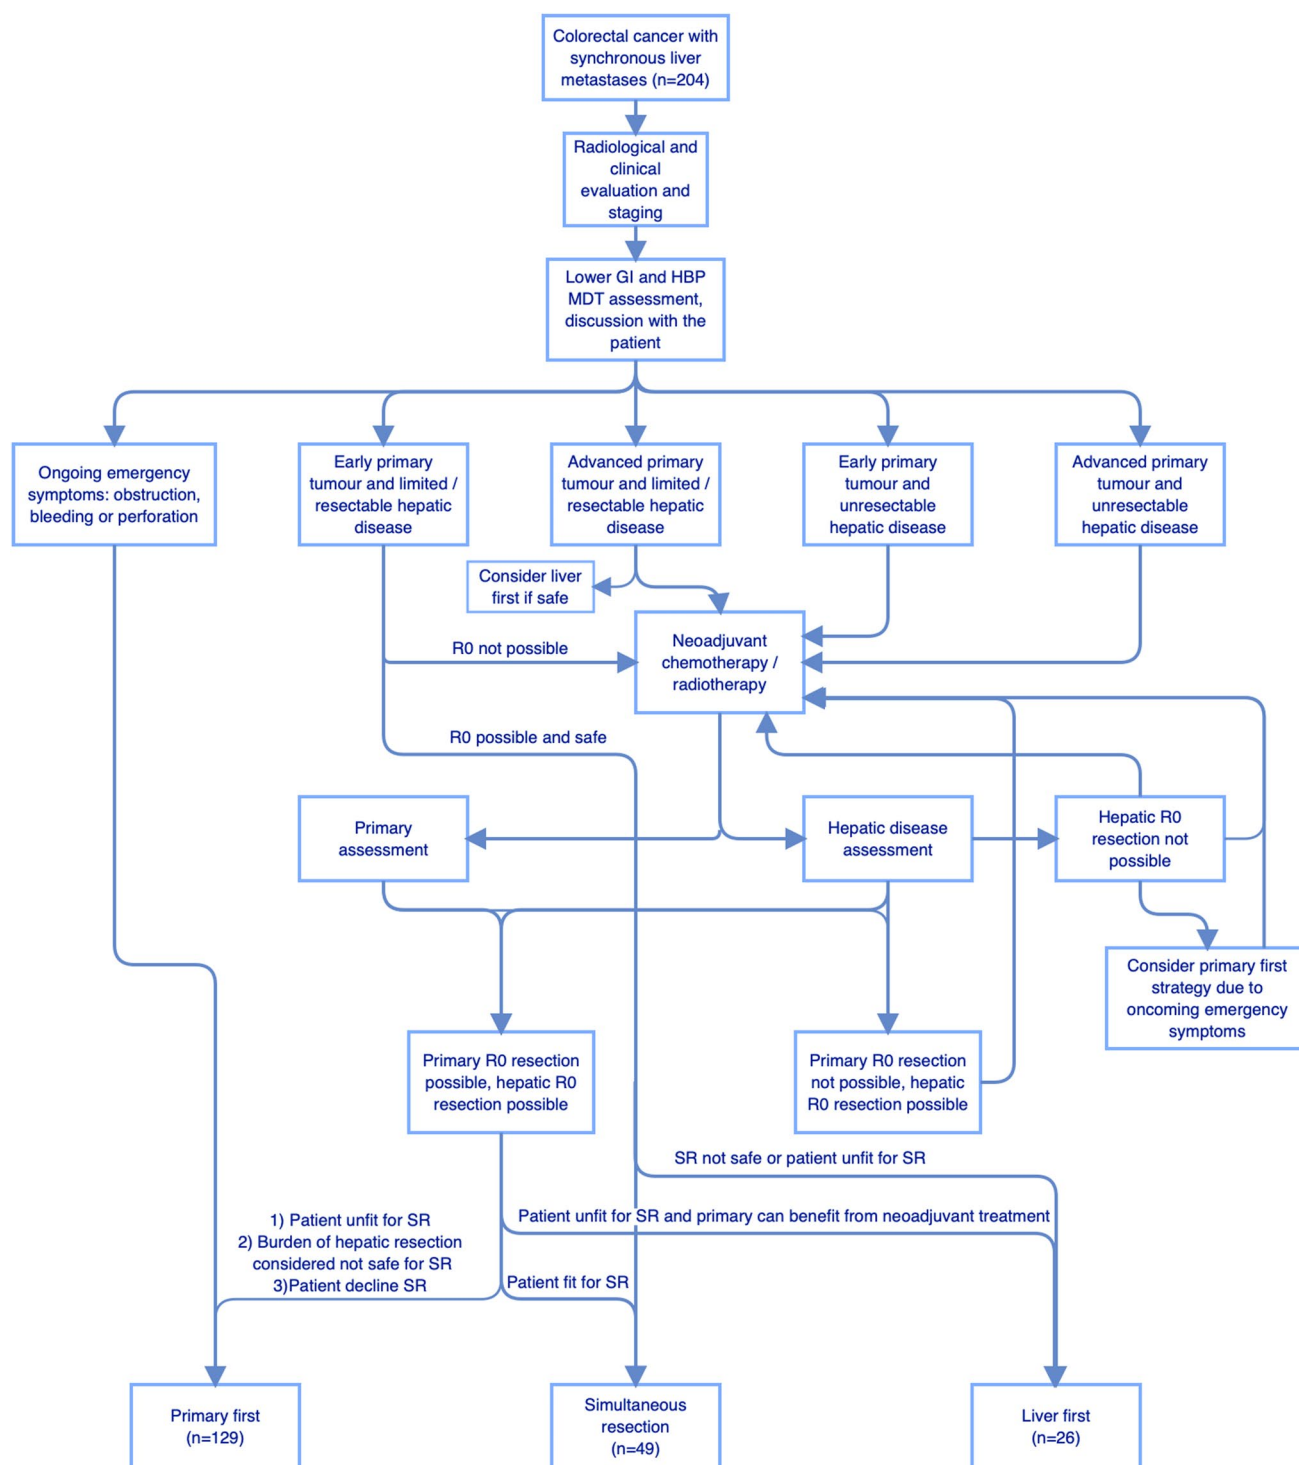 Colorectal cancer with
synchronous liver
metastases (n=204)
Radiological and
clinical
evaluation and
staging
Lower GI and HBP
MDT assessment,
discussion with the
patient
Ongoing emergency
symptoms: obstruction,
bleeding or perforation
Early primary
tumour and limited /
resectable hepatic
disease
Advanced primary
tumour and limited /
resectable hepatic
disease
Early primary
tumour and
unresectable
hepatic disease
Advanced primary
tumour and
unresectable
hepatic disease
Consider liver
first if safe
Neoadjuvant
chemotherapy /
radiotherapy
R0 not possible
R0 possible and safe
Primary
assessment
Hepatic disease
assessment
Hepatic R0
resection not
possible
Consider primary first
strategy due to
oncoming emergency
symptoms
Primary R0 resection
possible, hepatic R0
resection possible
Primary R0 resection
not possible, hepatic
R0 resection possible
SR not safe or patient unfit for SR
Patient unfit for SR and primary can benefit from neoadjuvant treatment
1) Patient unfit for SR
2) Burden of hepatic resection
considered not safe for SR
3)Patient decline SR
Patient fit for SR
Primary first
(n=129)
Simultaneous
resection
(n=49)
Liver first
(n=26)